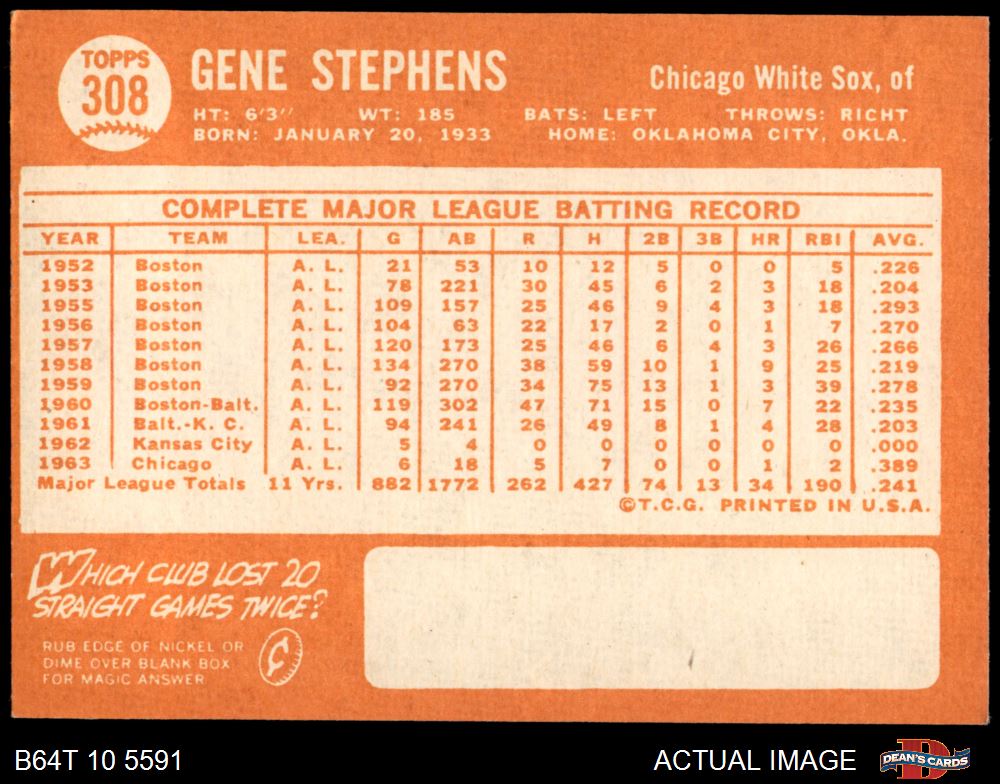 TOPPS
308
GENE STEPHENS
Chicago White Sox, of
HT: 6'3'' WT: 185 BATS: LEFT THROWS: RICHT
BORN: JANUARY 20, 1933 HOME: OKLAHOMA CITY, OKLA.
COMPLETE MAJOR LEAGUE BATTING RECORD
YEAR TEAM LEA. G AB R H 2B 3B HR RBI AVG.
1952 Boston A. L. 21 53 10 12 5 0 0 5 .226
1953 Boston A. L. 78 221 30 45 6 2 3 18 .204
1955 Boston A. L. 109 157 25 46 9 4 3 18 .293
1956 Boston A. L. 104 63 22 17 2 0 1 7 .270
1957 Boston A. L. 120 173 25 46 6 4 3 26 .266
1958 Boston A. L. 134 270 38 59 10 1 9 25 .219
1959 Boston A. L. 92 270 34 75 13 1 3 39 .278
1960 Boston-Balt. A. L. 119 302 47 71 15 0 7 22 .235
1961 Balt.-K. C. A. L. 94 241 26 49 8 1 4 28 .203
1962 Kansas City A. L. 5 4 0 0 0 0 0 0 .000
1963 Chicago A. L. 6 18 5 7 0 0 1 2 .389
Major League Totals 11 Yrs. 882 1772 262 427 74 13 34 190 .241
©T.C.G. PRINTED IN U.S.A.
WHICH CLUB LOST 20
STRAIGHT GAMES TWICE?
RUB EDGE OF NICKEL OR
DIME OVER BLANK BOX
FOR MAGIC ANSWER
¢
B64T 10 5591
ACTUAL IMAGE
D
DEAN'S CARDS